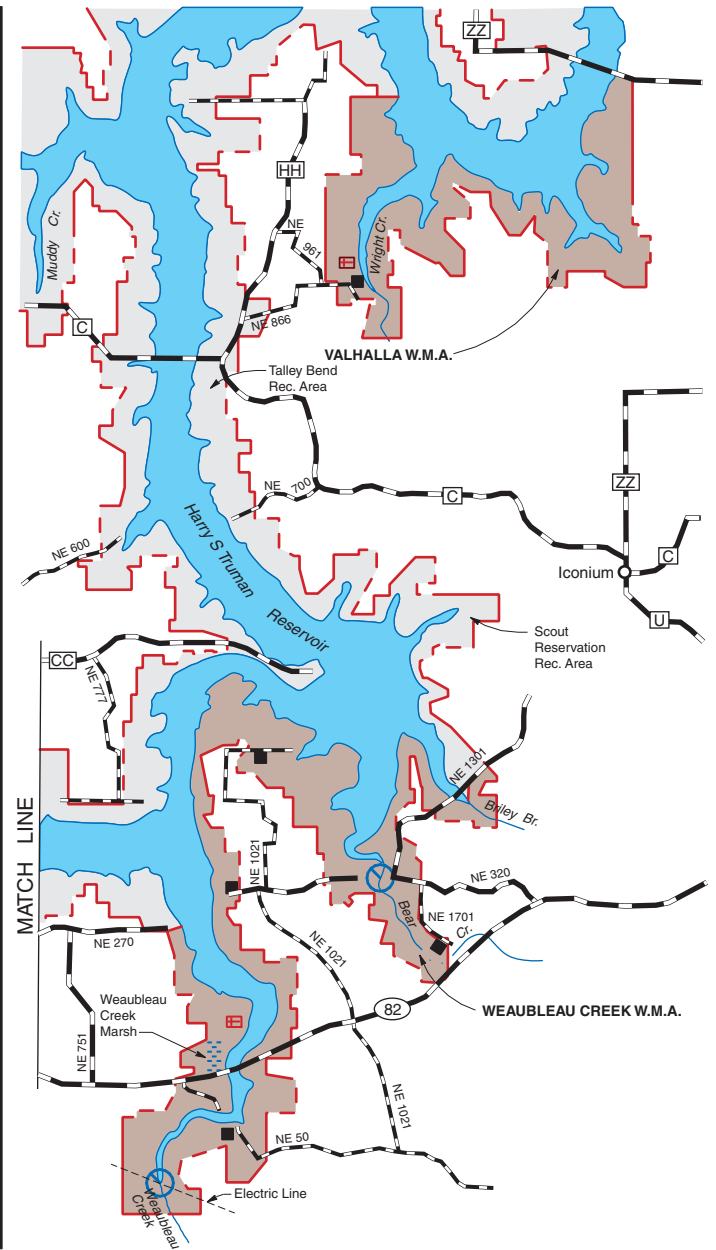 ZZ
HH
Muddy Cr.
NE
961
Wright Cr.
C
NE 866
VALHALLA W.M.A.
Talley Bend
Rec. Area
ZZ
NE 700
C
Harry S Truman
Reservoir
NE 600
Iconium
C
U
Scout
Reservation
Rec. Area
CC
NE 777
NE 1301
Briley Br.
MATCH LINE
NE 1021
NE 320
Bear
Cr.
NE 1701
NE 270
NE 1021
Weaubleau
Creek
Marsh
82
WEAUBLEAU CREEK W.M.A.
NE 751
NE 1021
NE 50
Electric Line
Weaubleau
Creek